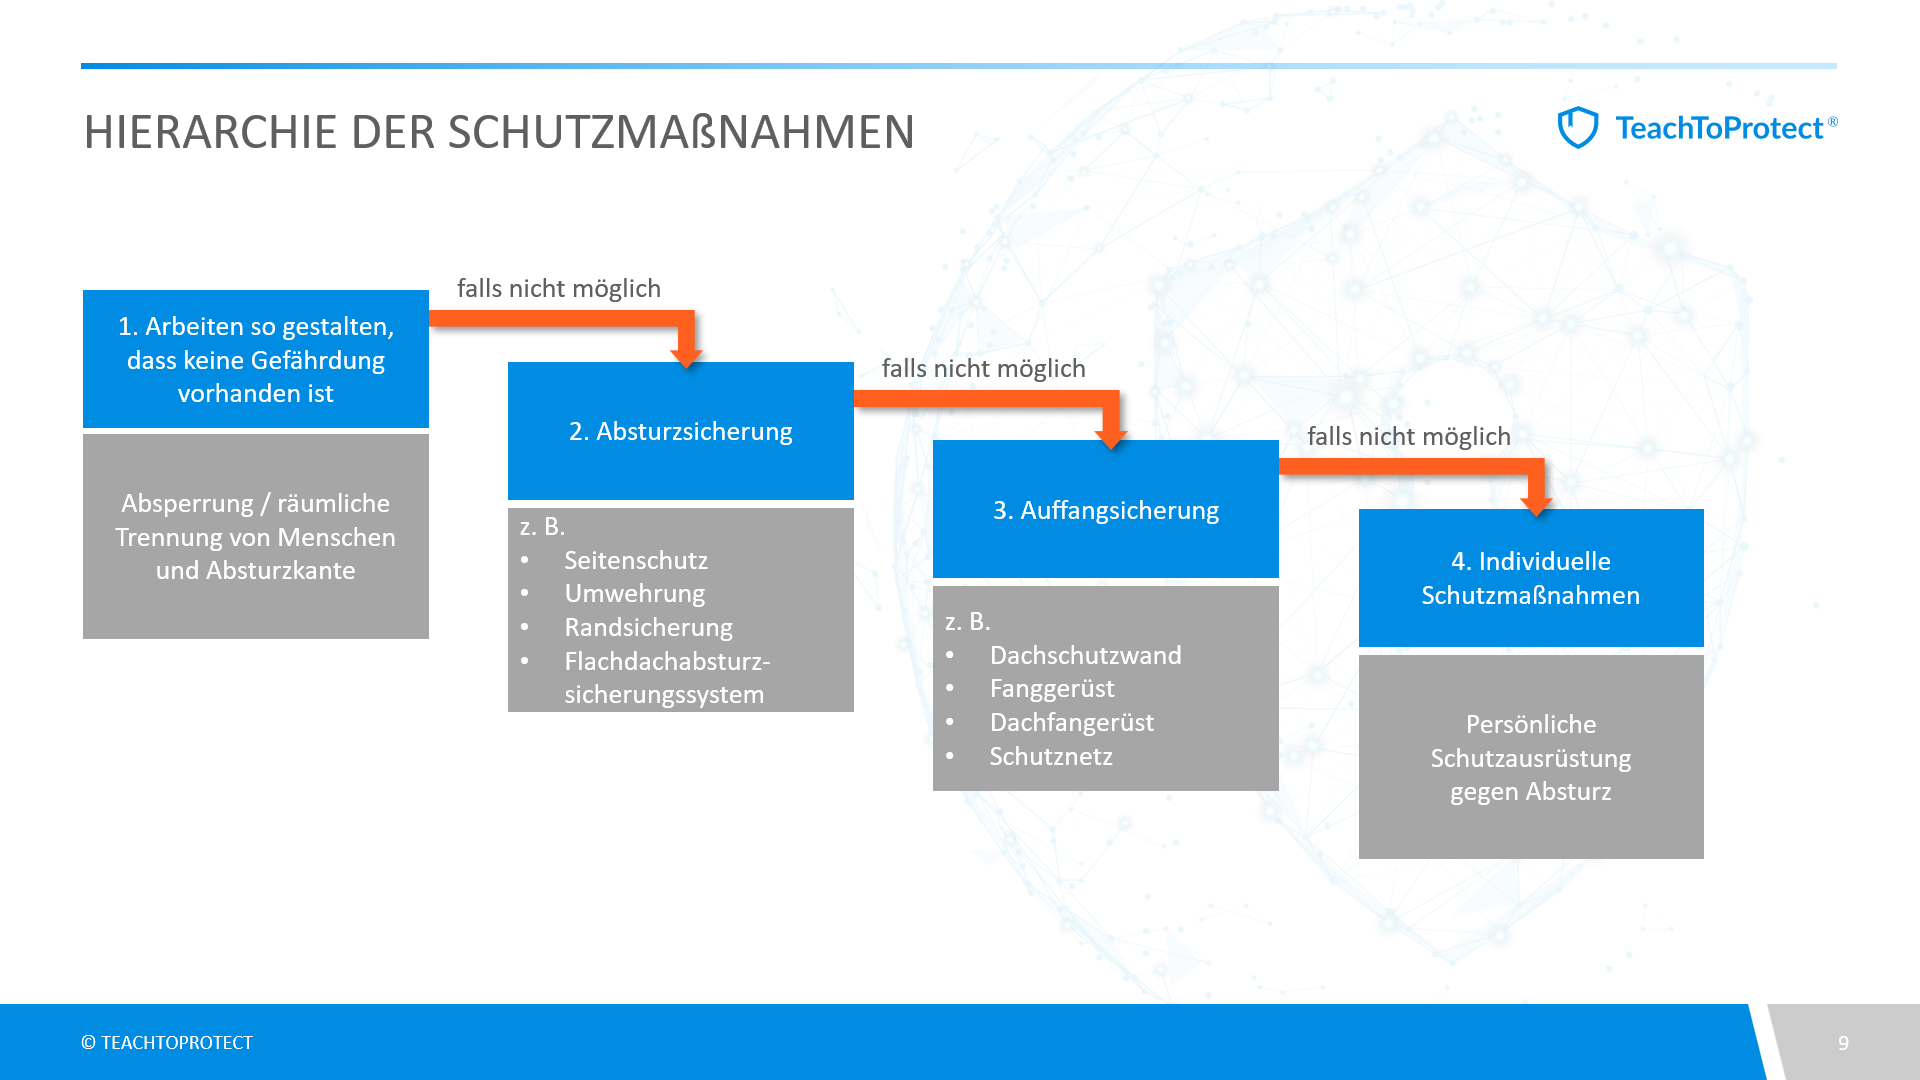 HIERARCHIE DER SCHUTZMAßNAHMEN
TeachToProtect®
1. Arbeiten so gestalten,
dass keine Gefährdung
vorhanden ist
Absperrung / räumliche
Trennung von Menschen
und Absturzkante
falls nicht möglich
2. Absturzsicherung
z. B.
• Seitenschutz
• Umwehrung
• Randsicherung
• Flachdachabsturz-
sicherungssystem
falls nicht möglich
3. Auffangsicherung
z. B.
• Dachschutzwand
• Fanggerüst
• Dachfangerüst
• Schutznetz
falls nicht möglich
4. Individuelle
Schutzmaßnahmen
Persönliche
Schutzausrüstung
gegen Absturz
© TEACHTOPROTECT
9